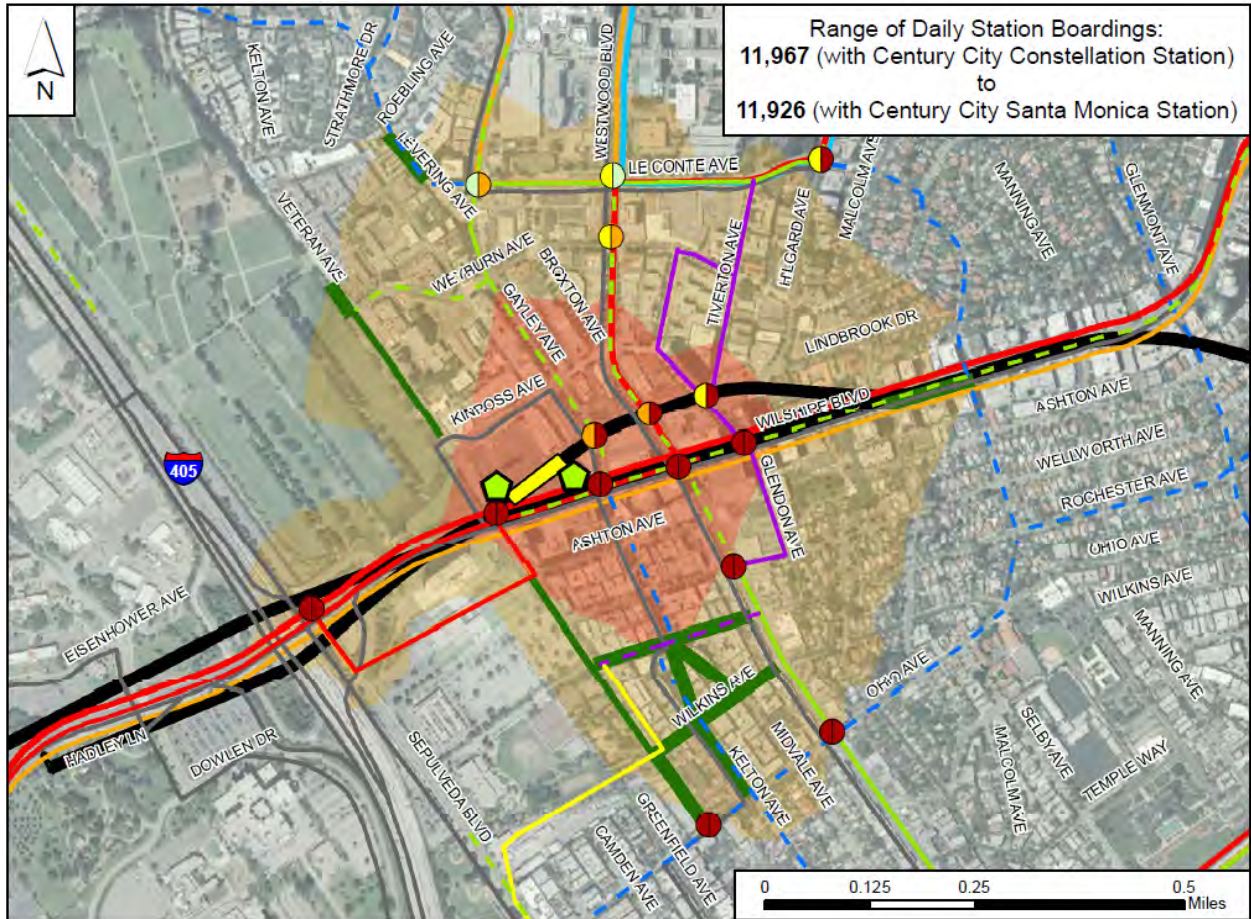 N
Range of Daily Station Boardings:
11,967 (with Century City Constellation Station)
to
11,926 (with Century City Santa Monica Station)
KELTON AVE
STRATHMORE DR
ROEBLING AVE
LEVERING AVE
WESTWOOD BLVD
LE CONTE AVE
MALCOLM AVE
HILGARD AVE
MANNING AVE
GLENMONT AVE
VETERAN AVE
WEYBURN AVE
BROXTON AVE
GAYLEY AVE
TIVERTON AVE
LINDBROOK DR
KINROSS AVE
WILSHIRE BLVD
ASHTON AVE
WELLWORTH AVE
ROCHESTER AVE
405
GLENDON AVE
ASHTON AVE
OHIO AVE
WILKINS AVE
EISENHOWER AVE
MANNING AVE
OHIO AVE
WILKINS AVE
HADLEY LN
DOWLEN DR
SEPULVEDA BLVD
MIDVALE AVE
KELTON AVE
SELBY AVE
MALCOLM AVE
TEMPLE WAY
GREENFIELD AVE
CAMDEN AVE
0 0.125 0.25 0.5
Miles